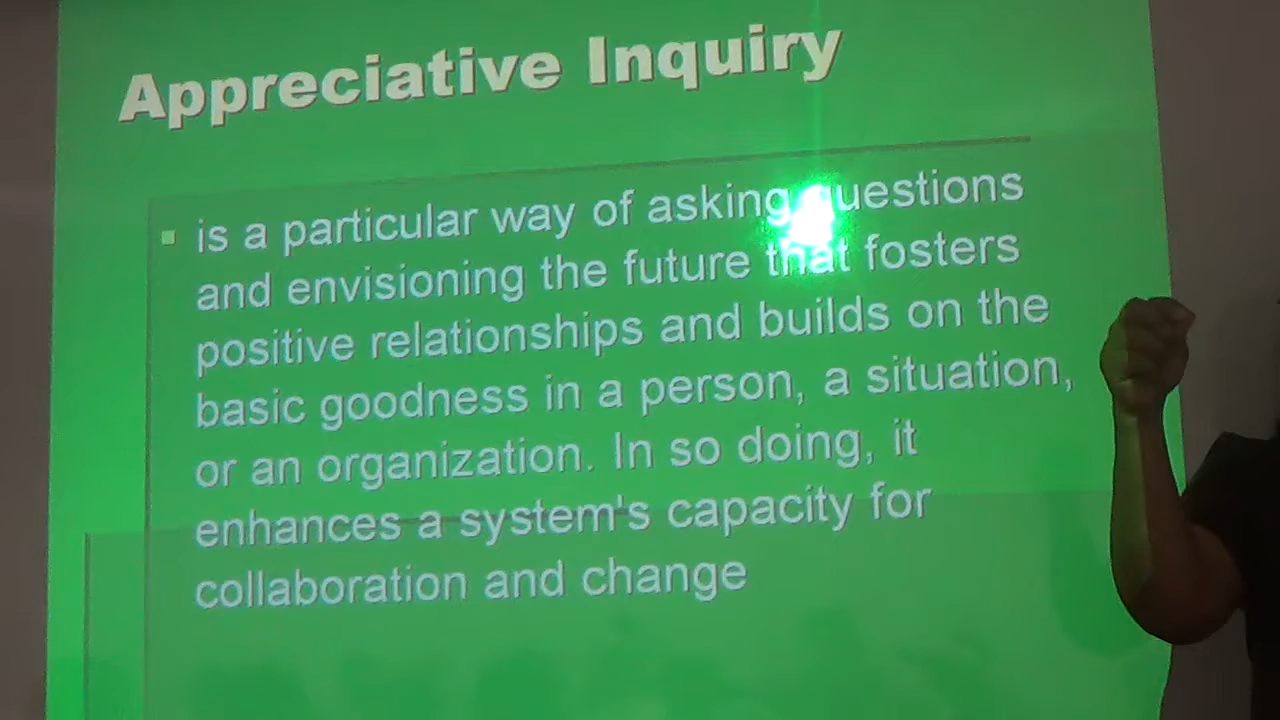 Appreciative Inquiry
is a particular way of asking questions
and envisioning the future that fosters
positive relationships and builds on the
basic goodness in a person, a situation,
or an organization. In so doing, it
enhances a system's capacity for
collaboration and change